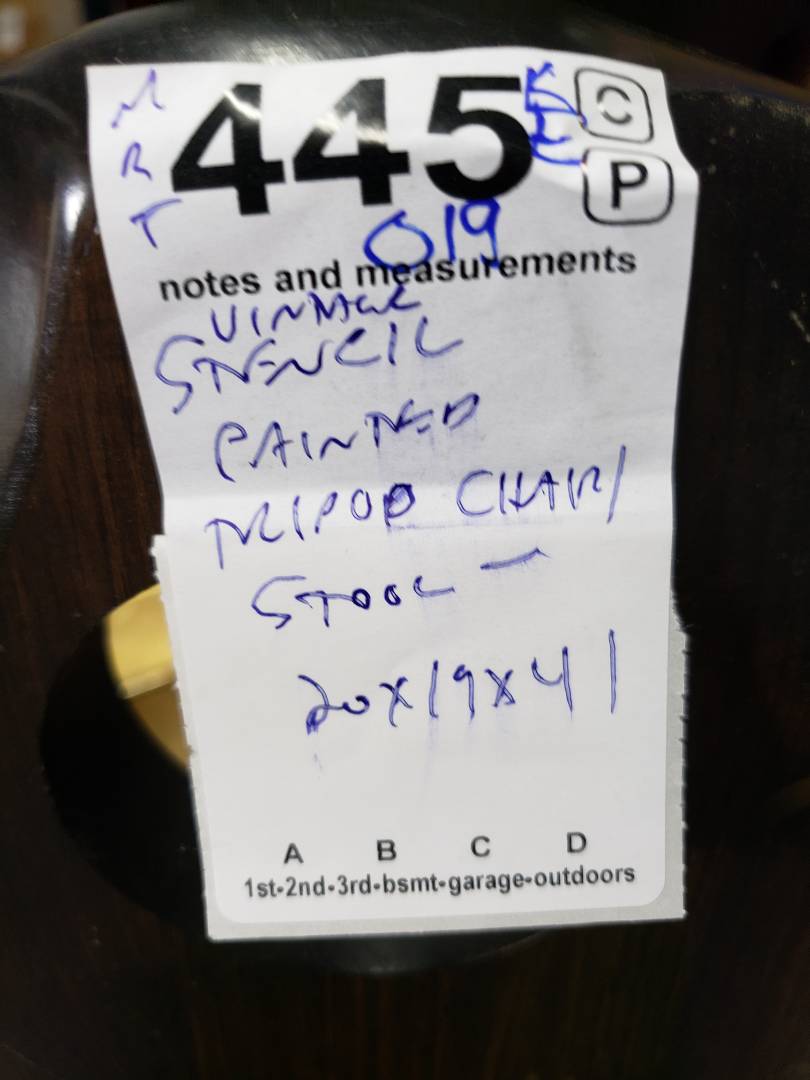 M
R
T
445
C
P
019
notes and measurements
VINTAGE
STENCIL
PAINTED
TRIPOD CHAIR/
STOOL -
20x19x41
A B C D
1st-2nd-3rd-bsmt-garage-outdoors